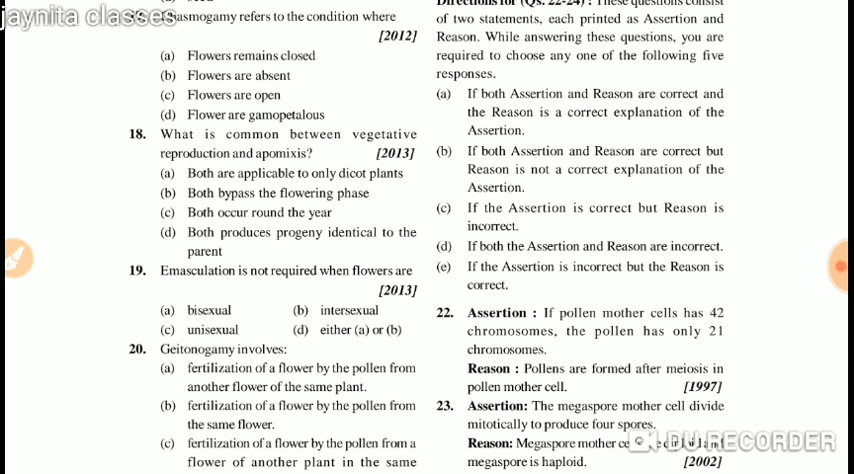 jaynita classes
Chasmogamy refers to the condition where
[2012]
(a) Flowers remains closed
(b) Flowers are absent
(c) Flowers are open
(d) Flower are gamopetalous
18. What is common between vegetative
reproduction and apomixis? [2013]
(a) Both are applicable to only dicot plants
(b) Both bypass the flowering phase
(c) Both occur round the year
(d) Both produces progeny identical to the
parent
19. Emasculation is not required when flowers are
[2013]
(a) bisexual (b) intersexual
(c) unisexual (d) either (a) or (b)
20. Geitonogamy involves:
(a) fertilization of a flower by the pollen from
another flower of the same plant.
(b) fertilization of a flower by the pollen from
the same flower.
(c) fertilization of a flower by the pollen from a
flower of another plant in the same
Directions for (Qs. 22-24) : These questions consist
of two statements, each printed as Assertion and
Reason. While answering these questions, you are
required to choose any one of the following five
responses.
(a) If both Assertion and Reason are correct and
the Reason is a correct explanation of the
Assertion.
(b) If both Assertion and Reason are correct but
Reason is not a correct explanation of the
Assertion.
(c) If the Assertion is correct but Reason is
incorrect.
(d) If both the Assertion and Reason are incorrect.
(e) If the Assertion is incorrect but the Reason is
correct.
22. Assertion : If pollen mother cells has 42
chromosomes, the pollen has only 21
chromosomes.
Reason : Pollens are formed after meiosis in
pollen mother cell. [1997]
23. Assertion: The megaspore mother cell divide
mitotically to produce four spores.
Reason: Megaspore mother
megaspore is haploid. [2002]
DU RECORDER